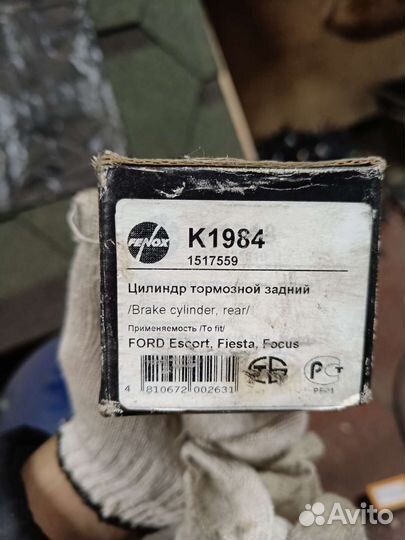 FENOX
K1984
1517559
Цилиндр тормозной задний
/Brake cylinder, rear/
Применяемость /To fit/
FORD Escort, Fiesta, Focus
4 810672 002631
Avito